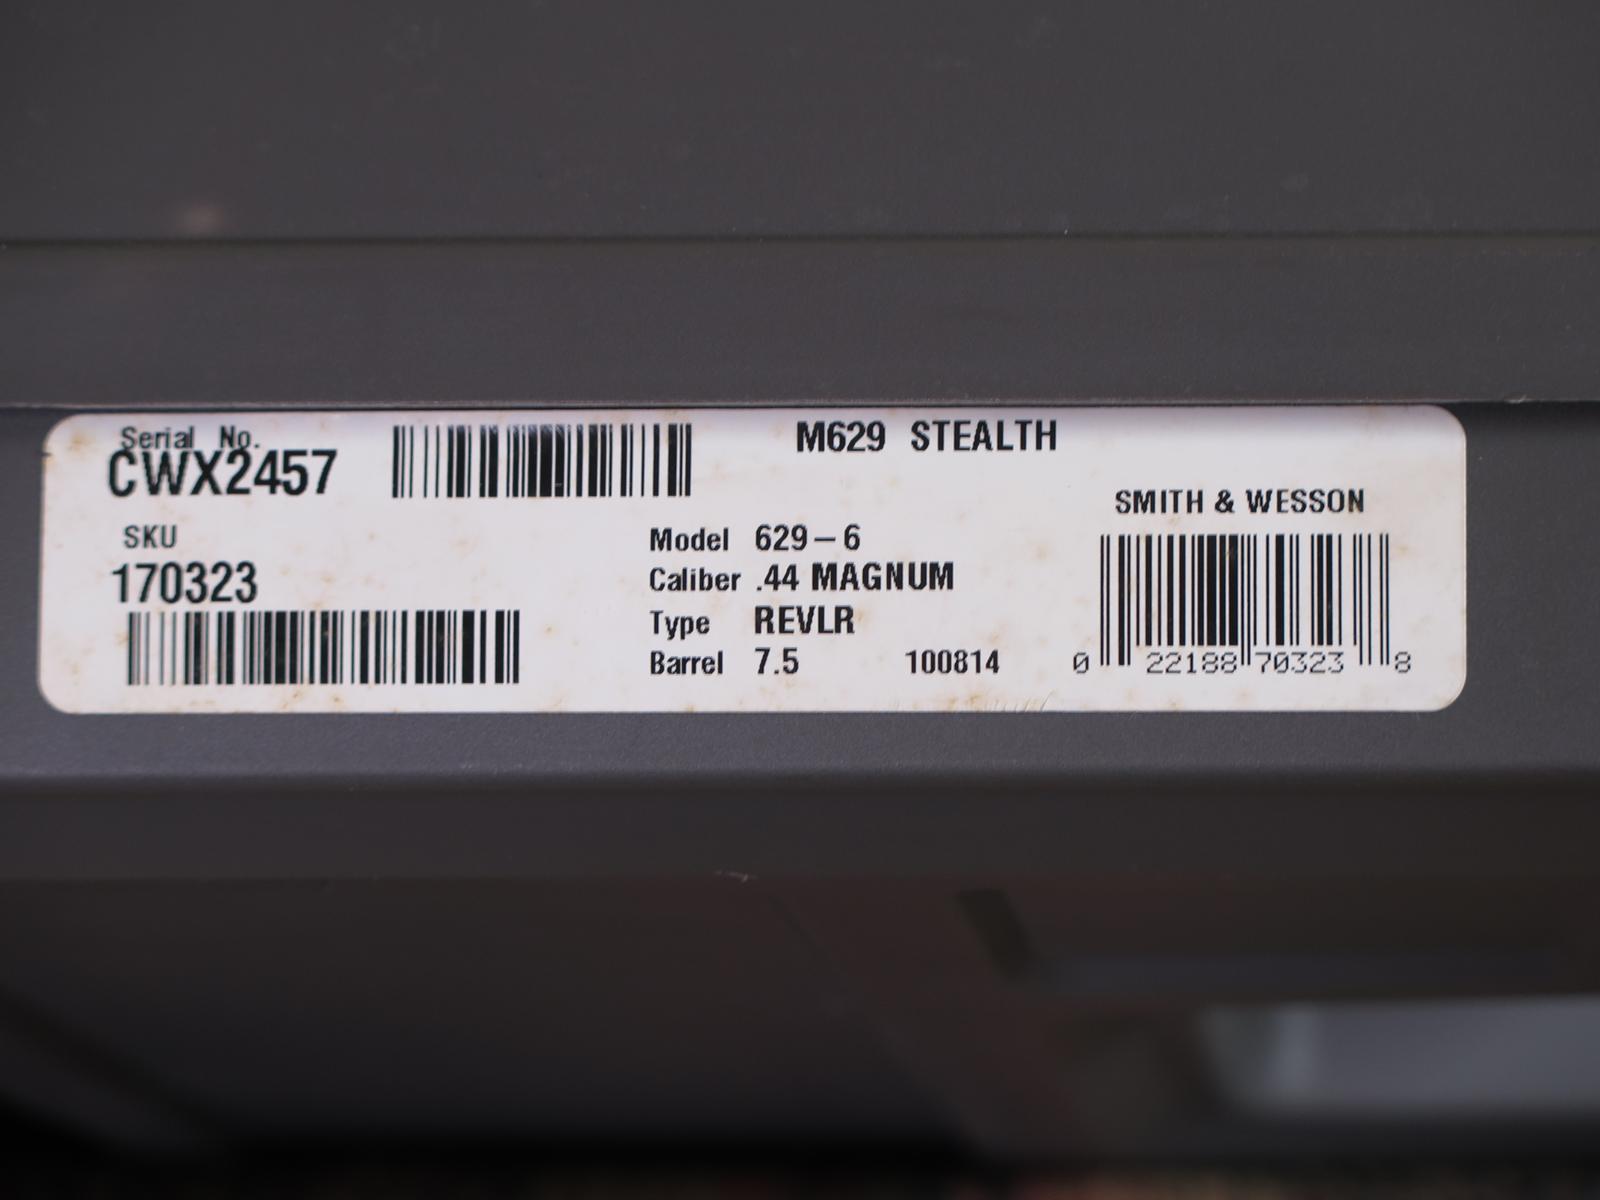 Serial No.
CWX2457
M629 STEALTH
SMITH & WESSON
SKU
170323
Model 629-6
Caliber .44 MAGNUM
Type REVLR
Barrel 7.5 100814
0 22188 70323 8